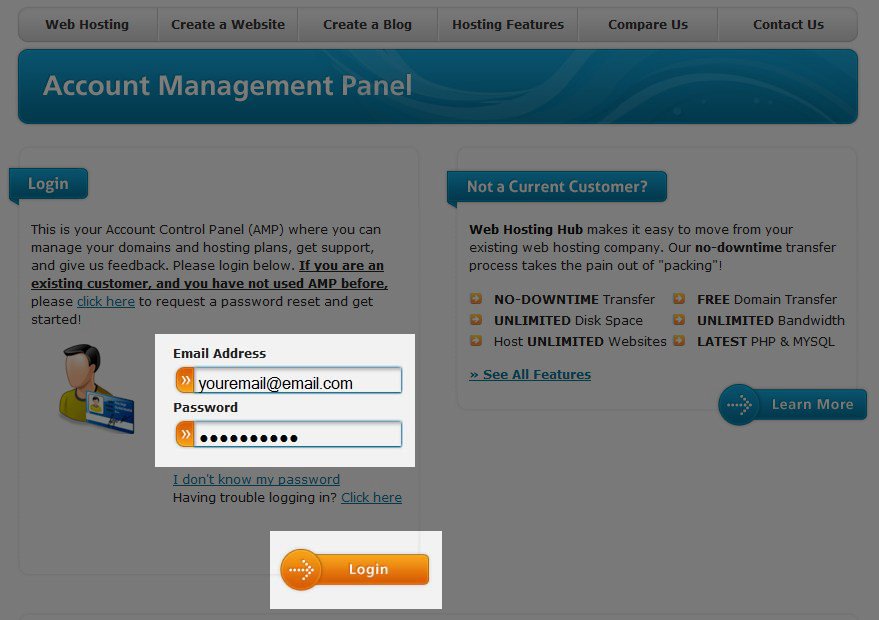 Web Hosting
Create a Website
Create a Blog
Hosting Features
Compare Us
Contact Us
Account Management Panel
Login
This is your Account Control Panel (AMP) where you can
manage your domains and hosting plans, get support,
and give us feedback. Please login below. If you are an
existing customer, and you have not used AMP before,
please click here to request a password reset and get
started!
Email Address
youremail@email.com
Password
I don't know my password
Having trouble logging in? Click here
Login
Not a Current Customer?
Web Hosting Hub makes it easy to move from your
existing web hosting company. Our no-downtime transfer
process takes the pain out of "packing"!
NO-DOWNTIME Transfer
FREE Domain Transfer
UNLIMITED Disk Space
UNLIMITED Bandwidth
Host UNLIMITED Websites
LATEST PHP & MYSQL
» See All Features
Learn More